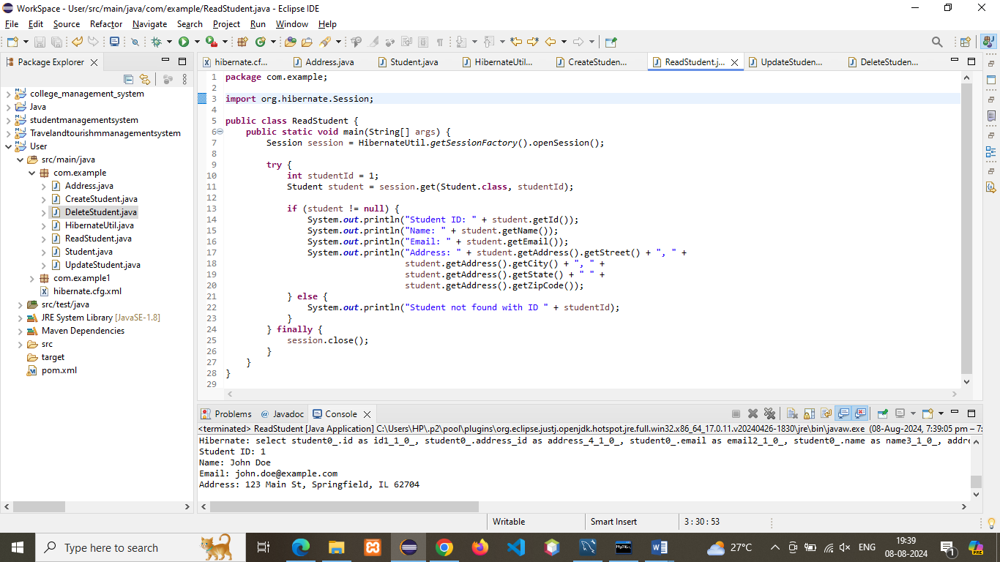 WorkSpace - User/src/main/java/com/example/ReadStudent.java - Eclipse IDE
File Edit Source Refactor Navigate Search Project Run Window Help
Package Explorer
hibernate.cf... Address.java Student.java HibernateUtil... CreateStuden... ReadStudent.j... UpdateStuden... DeleteStuden...
college_management_system
Java
studentmanagementsystem
Travelandtourishmmanagementsystem
User
src/main/java
com.example
Address.java
CreateStudent.java
DeleteStudent.java
HibernateUtil.java
ReadStudent.java
Student.java
UpdateStudent.java
com.example1
hibernate.cfg.xml
src/test/java
JRE System Library [JavaSE-1.8]
Maven Dependencies
src
target
pom.xml
1 package com.example;
2
3 import org.hibernate.Session;
4
5 public class ReadStudent {
6 public static void main(String[] args) {
7 Session session = HibernateUtil.getSessionFactory().openSession();
8
9 try {
10 int studentId = 1;
11 Student student = session.get(Student.class, studentId);
12
13 if (student != null) {
14 System.out.println("Student ID: " + student.getId());
15 System.out.println("Name: " + student.getName());
16 System.out.println("Email: " + student.getEmail());
17 System.out.println("Address: " + student.getAddress().getStreet() + ", " +
18 student.getAddress().getCity() + ", " +
19 student.getAddress().getState() + " " +
20 student.getAddress().getZipCode());
21 } else {
22 System.out.println("Student not found with ID " + studentId);
23 }
24 } finally {
25 session.close();
26 }
27 }
28 }
29
Problems Javadoc Console
<terminated> ReadStudent [Java Application] C:\Users\HP\.p2\pool\plugins\org.eclipse.justj.openjdk.hotspot.jre.full.win32.x86_64_17.0.11.v20240426-1830\jre\bin\javaw.exe (08-Aug-2024, 7:39:05 pm – 7:
Hibernate: select student0_.id as id1_1_0_, student0_.address_id as address_4_1_0_, student0_.email as email2_1_0_, student0_.name as name3_1_0_, addre
Student ID: 1
Name: John Doe
Email: john.doe@example.com
Address: 123 Main St, Springfield, IL 62704
Writable Smart Insert 3 : 30 : 53
Type here to search
27°C
ENG
19:39
08-08-2024
1
PRE